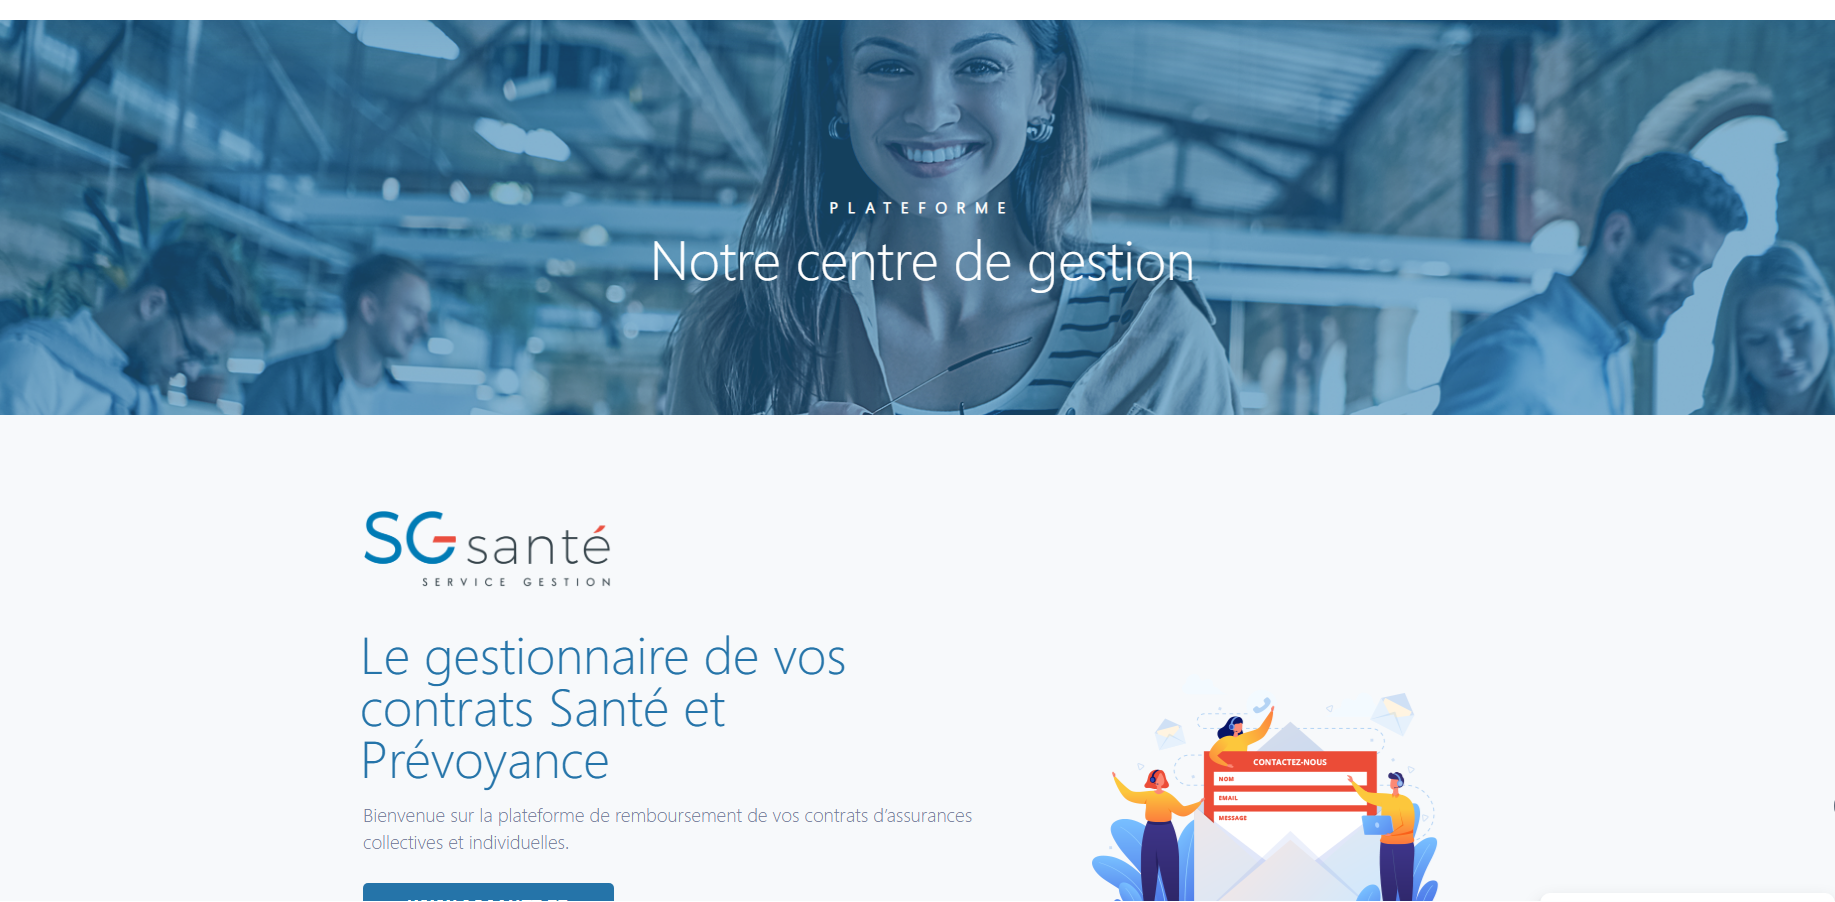 PLATEFORME
Notre centre de gestion
SG santé
SERVICE GESTION
Le gestionnaire de vos
contrats Santé et
Prévoyance
Bienvenue sur la plateforme de remboursement de vos contrats d’assurances
collectives et individuelles.
CONTACTEZ-NOUS
NOM
EMAIL
MESSAGE